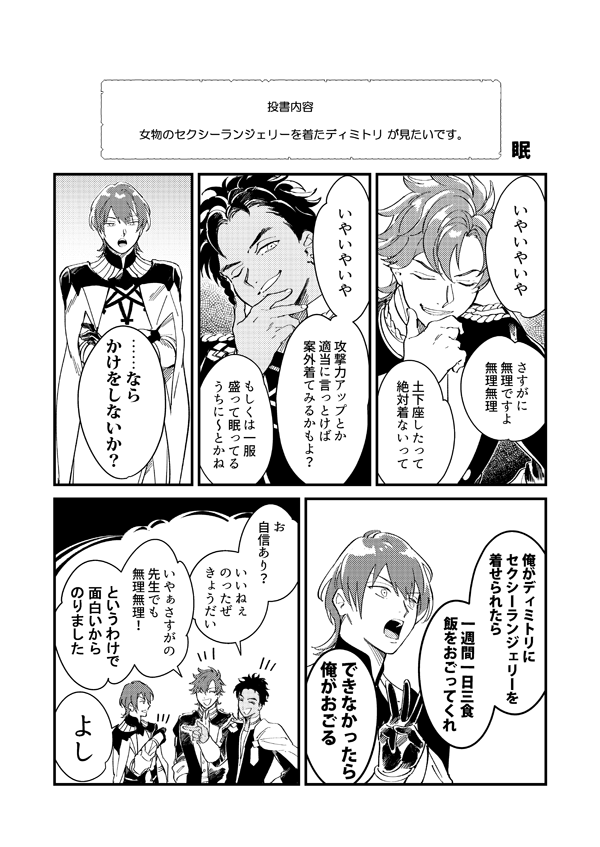 投書内容
女物のセクシーランジェリーを着たディミトリ が見たいです。
眠
いやいやいや
さすがに
無理ですよ
無理無理
土下座したって
絶対着ないって
いやいやいや
攻撃力アップとか
適当に言っとけば
案外着てみるかもよ?
もしくは一服
盛って眠ってる
うちに〜とかね
……なら
かけをしないか?
俺がディミトリに
セクシーランジェリーを
着せられたら
一週間一日三食
飯をおごってくれ
できなかったら
俺がおごる
お
自信あり?
いいねぇ
のったぜ
きょうだい
いやぁさすがの
先生でも
無理無理!
というわけで
面白いから
のりました
よし